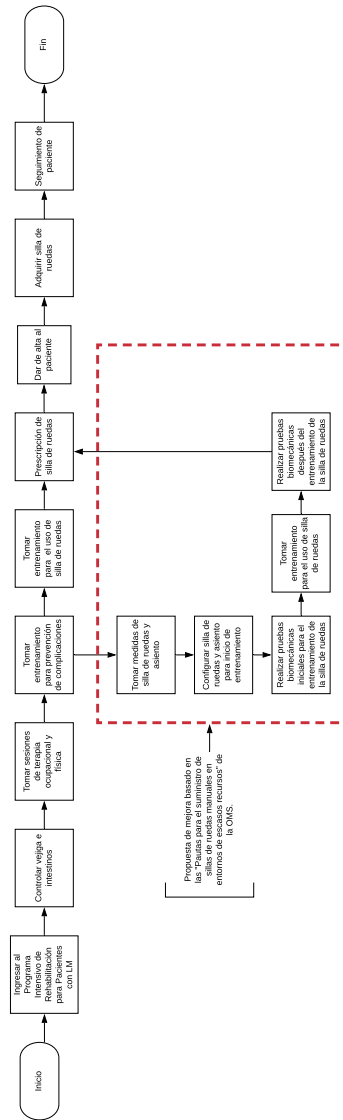 Inicio
Ingresar al
Programa
Intensivo de
Rehabilitación
para Pacientes
con LM
Controlar vejiga e
intestinos
Tomar sesiones
de terapia
ocupacional y
física
Tomar
entrenamiento
para prevención
de complicaciones
Tomar
entrenamiento
para el uso de
silla de ruedas
Prescripción de
silla de ruedas
Dar de alta al
paciente
Adquirir silla de
ruedas
Seguimiento de
paciente
Fin
Tomar medidas de
silla de ruedas y
asiento
Configurar silla de
ruedas y asiento
para inicio de
entrenamiento
Realizar pruebas
biomecánicas
iniciales para el
entrenamiento de
la silla de ruedas
Tomar
entrenamiento
para el uso de silla
de ruedas
Realizar pruebas
biomecánicas
después del
entrenamiento de
la silla de ruedas
Propuesta de mejora basado en
las "Pautas para el suministro de
sillas de ruedas manuales en
entornos de escasos recursos" de
la OMS.